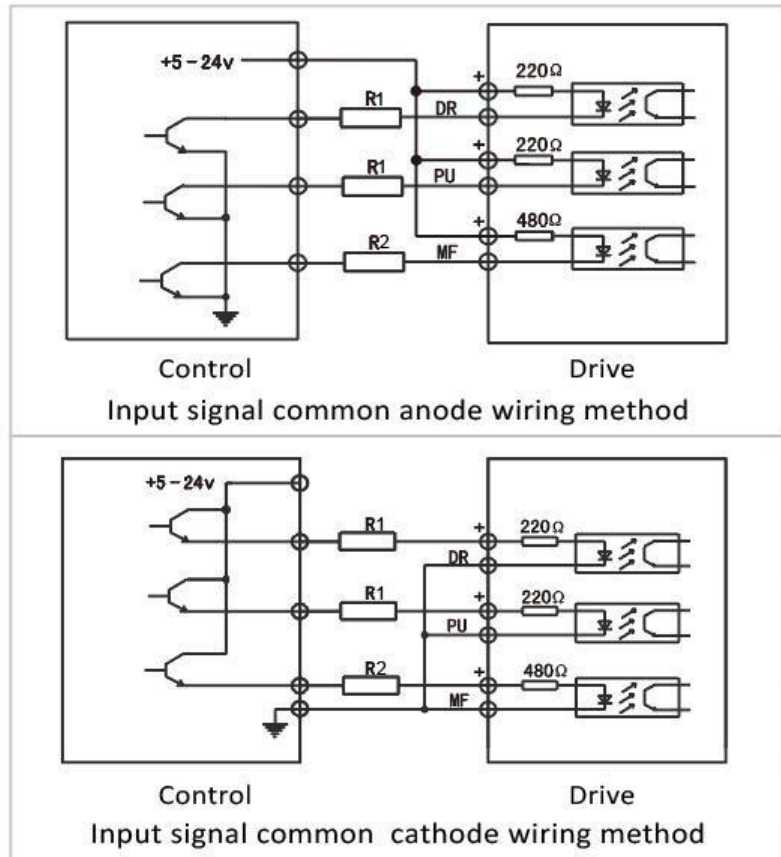 +5-24v
220Ω
R1
DR
+
220Ω
R1
PU
+
480Ω
R2
MF
+
Control
Drive
Input signal common anode wiring method
+5-24v
R1
+
220Ω
DR
R1
+
220Ω
PU
R2
+
480Ω
MF
Control
Drive
Input signal common cathode wiring method